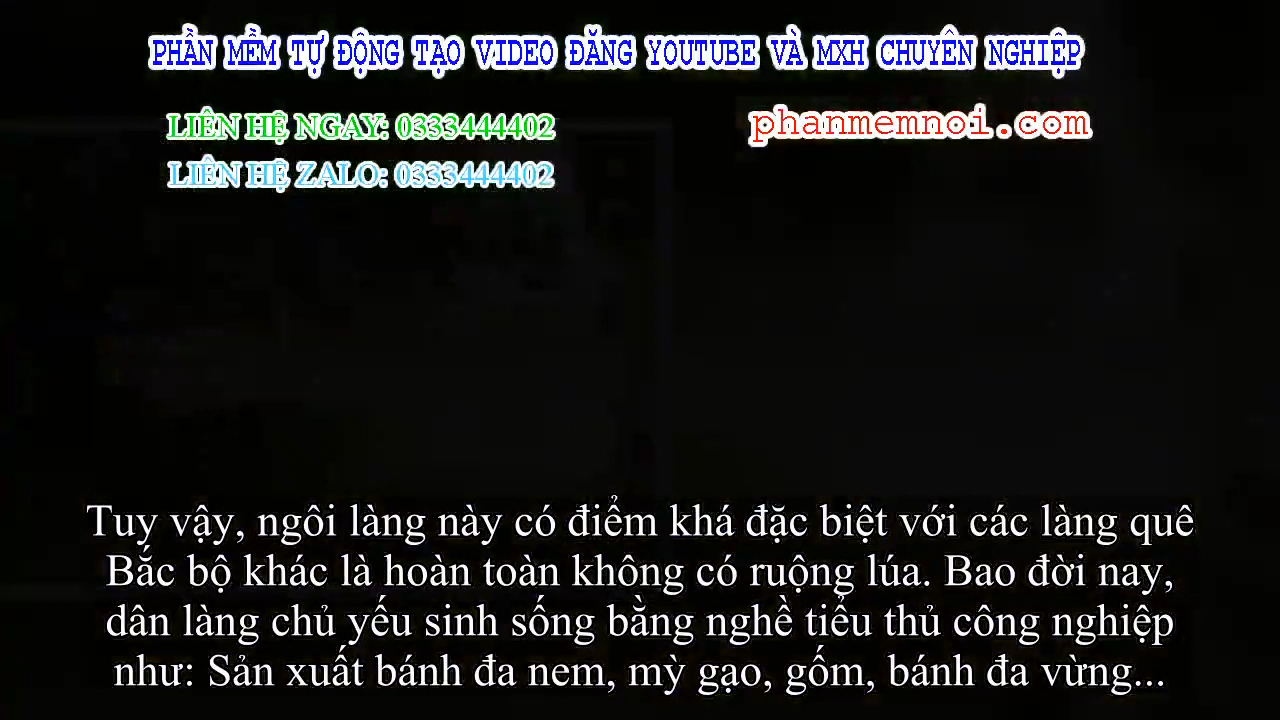 PHẦN MỀM TỰ ĐỘNG TẠO VIDEO ĐĂNG YOUTUBE VÀ MXH CHUYÊN NGHIỆP
LIÊN HỆ NGAY: 0333444402
phanmemnoi.com
LIÊN HỆ ZALO: 0333444402
Tuy vậy, ngôi làng này có điểm khá đặc biệt với các làng quê
Bắc bộ khác là hoàn toàn không có ruộng lúa. Bao đời nay,
dân làng chủ yếu sinh sống bằng nghề tiểu thủ công nghiệp
như: Sản xuất bánh đa nem, mỳ gạo, gốm, bánh đa vừng...